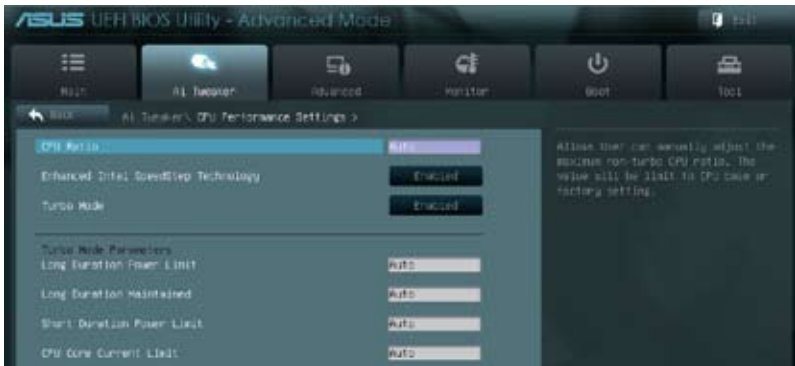 ASUS UEFI BIOS Utility - Advanced Mode
Exit
Main
Ai Tweaker
Advanced
Monitor
Boot
Tool
Back
Ai Tweaker\ CPU Performance Settings >
CPU Ratio
Auto
Enhanced Intel SpeedStep Technology
Enabled
Turbo Mode
Enabled
Turbo Mode Parameters
Long Duration Power Limit
Auto
Long Duration Maintained
Auto
Short Duration Power Limit
Auto
CPU Core Current Limit
Auto
Allows User can manually adjust the
maximum non-turbo CPU ratio. The
value will be limit to CPU case or
factory setting.